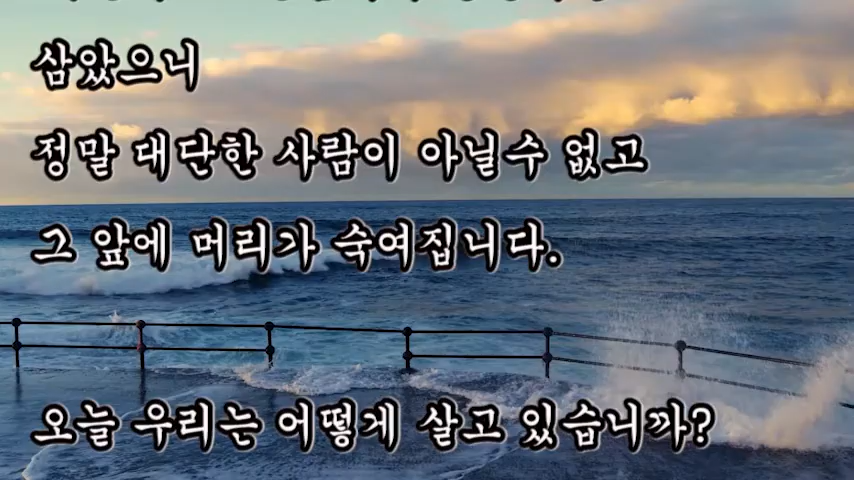 삼았으니
정말 대단한 사람이 아닐수 없고
그 앞에 머리가 숙여집니다.
오늘 우리는 어떻게 살고 있습니까?